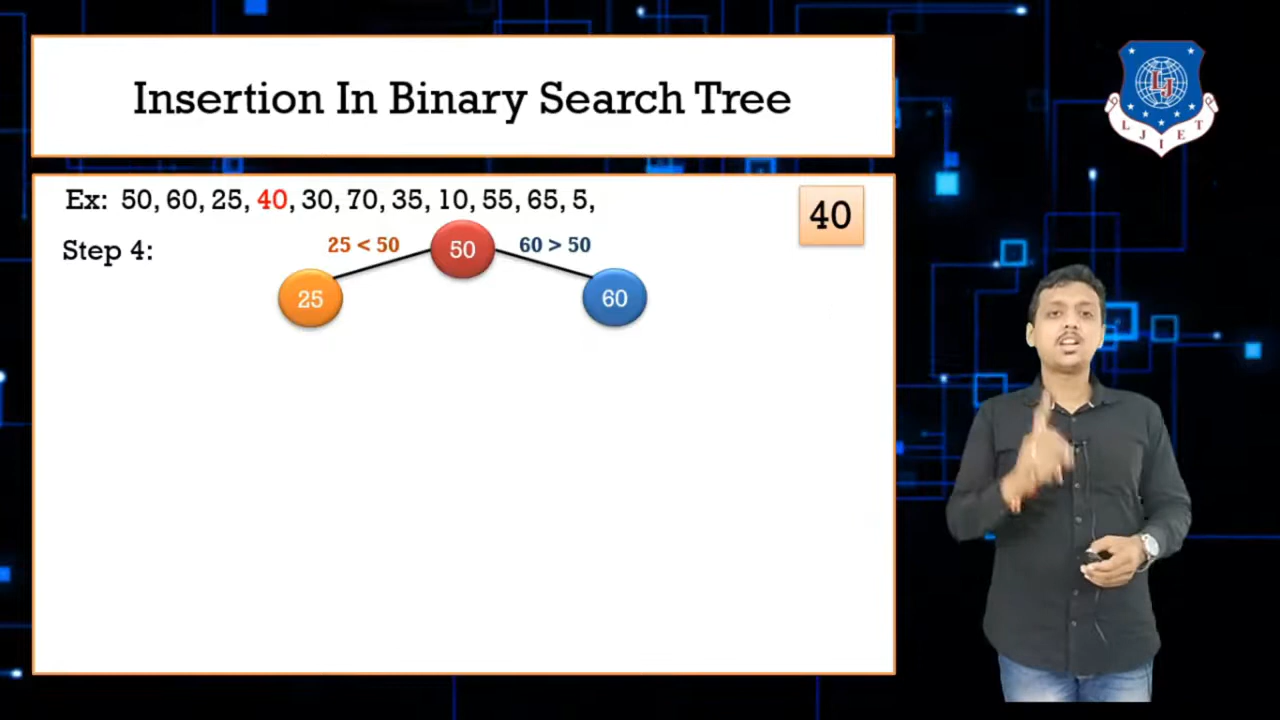 Insertion In Binary Search Tree
Ex: 50, 60, 25, 40, 30, 70, 35, 10, 55, 65, 5,
40
Step 4:
25 < 50
50
60 > 50
25
60
LJ
L J I E T